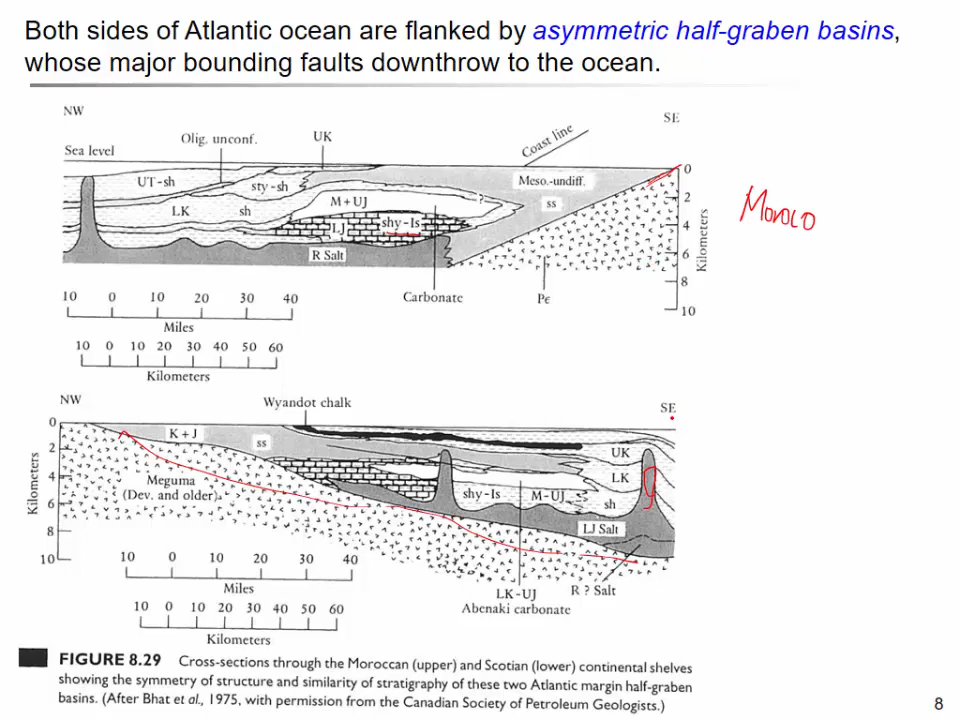 Both sides of Atlantic ocean are flanked by asymmetric half-graben basins,
whose major bounding faults downthrow to the ocean.
NW
SE
Olig. unconf.
UK
Coast line
Sea level
0
UT-sh
sty-sh
Meso.-undiff.
2
M+UJ
?
ss
LK
sh
LJ
shy-ls
4
Kilometers
R Salt
6
8
Carbonate
P€
10
Moroco
10 0 10 20 30 40
Miles
10 0 10 20 30 40 50 60
Kilometers
NW
Wyandot chalk
SE
0
K+J
ss
2
UK
Kilometers
4
Meguma
(Dev. and older)
LK
6
shy-ls
M-UJ
sh
8
LJ Salt
10
10 0 10 20 30 40
Miles
LK-UJ
Abenaki carbonate
R ? Salt
10 0 10 20 30 40 50 60
Kilometers
FIGURE 8.29 Cross-sections through the Moroccan (upper) and Scotian (lower) continental shelves
showing the symmetry of structure and similarity of stratigraphy of these two Atlantic margin half-graben
basins. (After Bhat et al., 1975, with permission from the Canadian Society of Petroleum Geologists.)
8